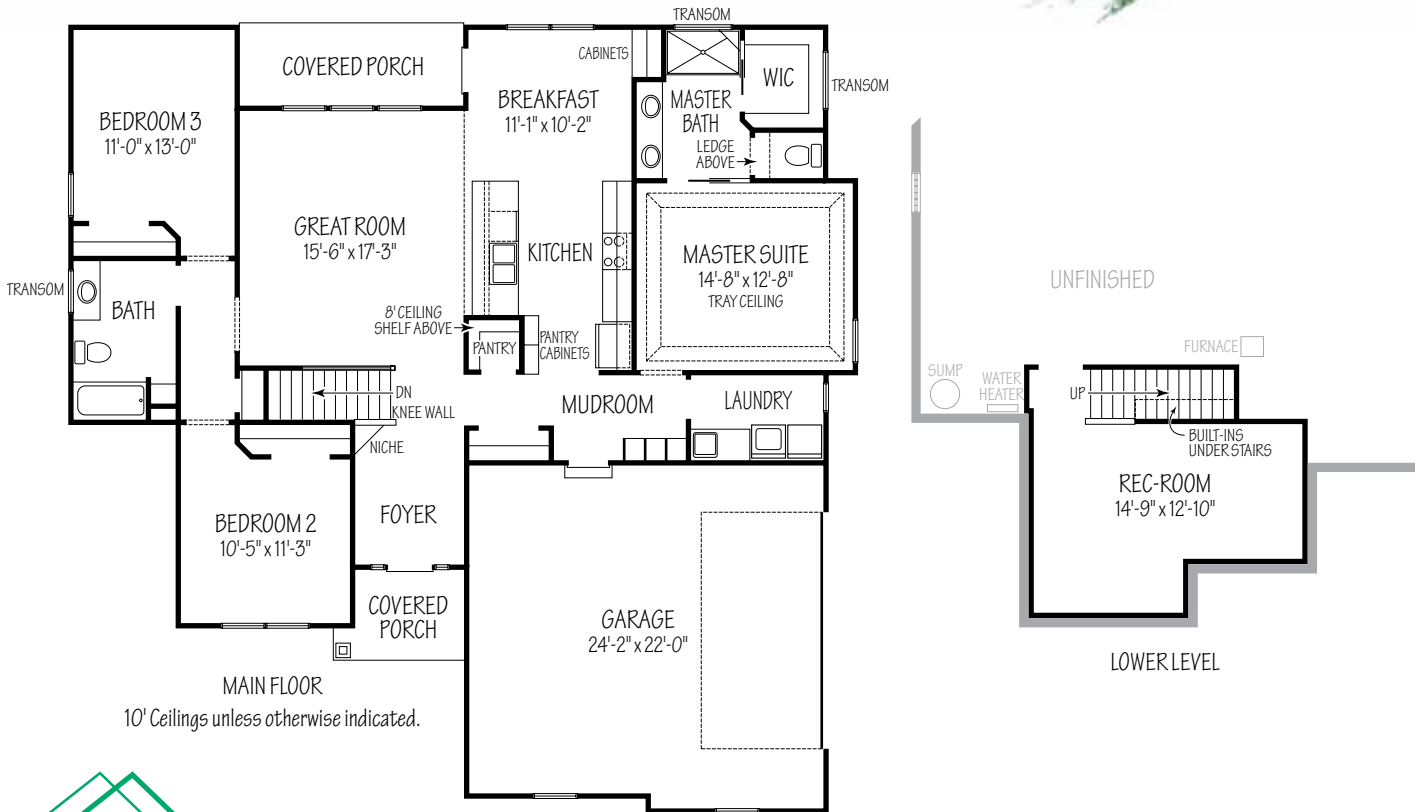 TRANSOM
COVERED PORCH
CABINETS
WIC
TRANSOM
BREAKFAST
11'-1" x 10'-2"
MASTER
BATH
BEDROOM 3
11'-0" x 13'-0"
LEDGE
ABOVE
GREAT ROOM
15'-6" x 17'-3"
KITCHEN
MASTER SUITE
14'-8" x 12'-8"
TRAY CEILING
TRANSOM
BATH
8' CEILING
SHELF ABOVE
PANTRY
PANTRY
CABINETS
DN
KNEE WALL
MUDROOM
LAUNDRY
NICHE
FOYER
BEDROOM 2
10'-5" x 11'-3"
COVERED
PORCH
GARAGE
24'-2" x 22'-0"
MAIN FLOOR
10' Ceilings unless otherwise indicated.
UNFINISHED
FURNACE
SUMP
WATER
HEATER
UP
BUILT-INS
UNDER STAIRS
REC-ROOM
14'-9" x 12'-10"
LOWER LEVEL